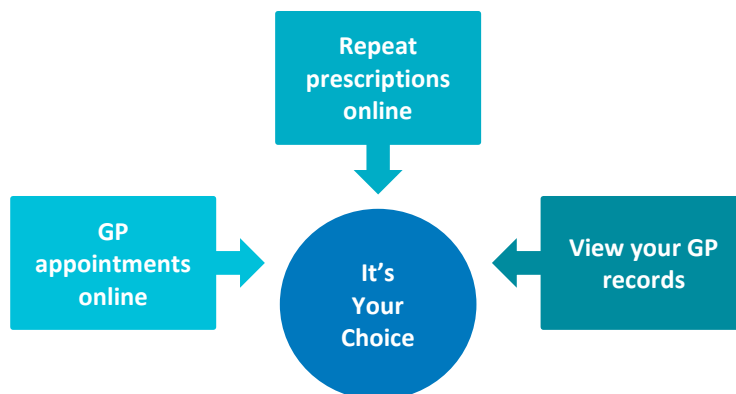 Repeat
prescriptions
online
GP
appointments
online
It’s
Your
Choice
View your GP
records